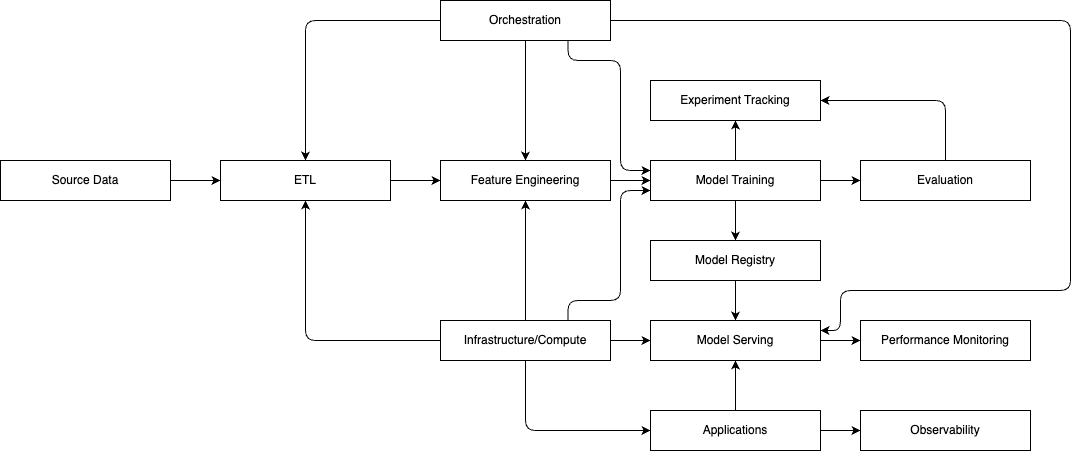 Orchestration
Experiment Tracking
Source Data
ETL
Feature Engineering
Model Training
Evaluation
Model Registry
Infrastructure/Compute
Model Serving
Performance Monitoring
Applications
Observability